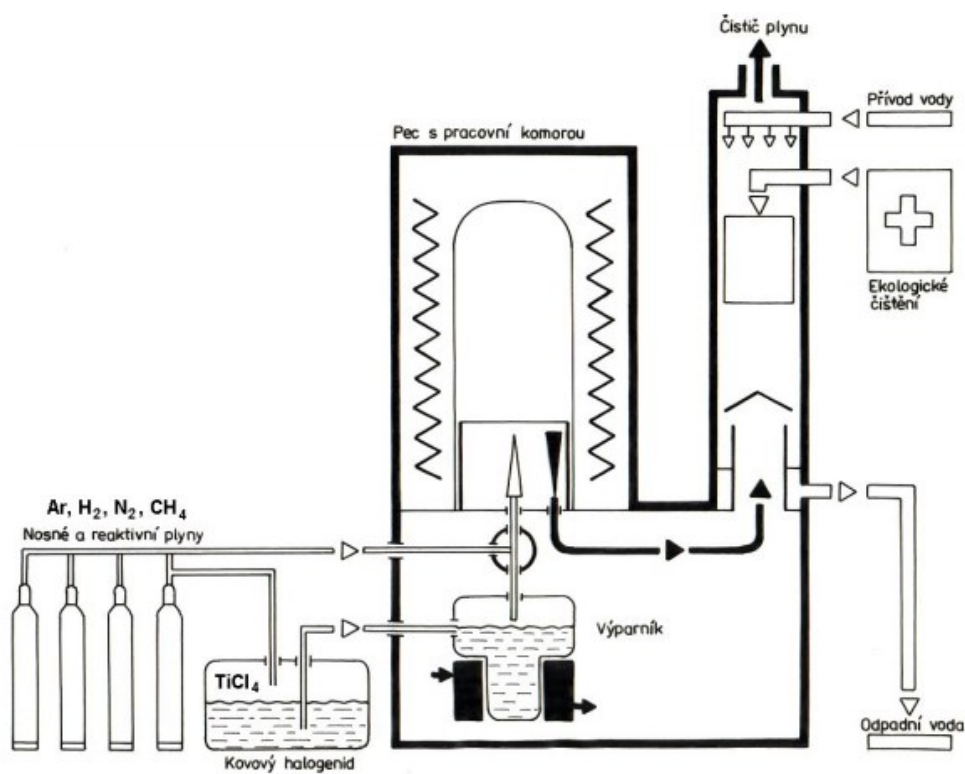 Čistič plynu
Přívod vody
Pec s pracovní komorou
Ekologické
čištění
Ar, H₂, N₂, CH₄
Nosné a reaktivní plyny
Výparník
TiCl₄
Odpadní voda
Kovový halogenid